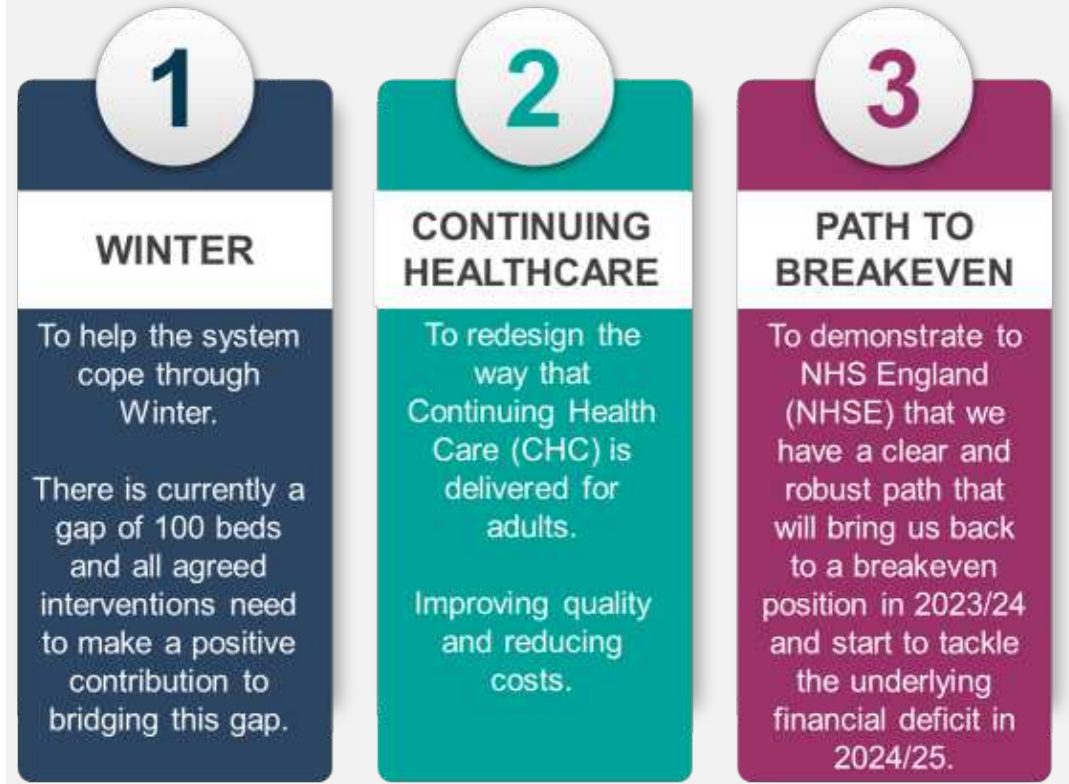 1
WINTER
To help the system
cope through
Winter.
There is currently a
gap of 100 beds
and all agreed
interventions need
to make a positive
contribution to
bridging this gap.
2
CONTINUING
HEALTHCARE
To redesign the
way that
Continuing Health
Care (CHC) is
delivered for
adults.
Improving quality
and reducing
costs.
3
PATH TO
BREAKEVEN
To demonstrate to
NHS England
(NHSE) that we
have a clear and
robust path that
will bring us back
to a breakeven
position in 2023/24
and start to tackle
the underlying
financial deficit in
2024/25.